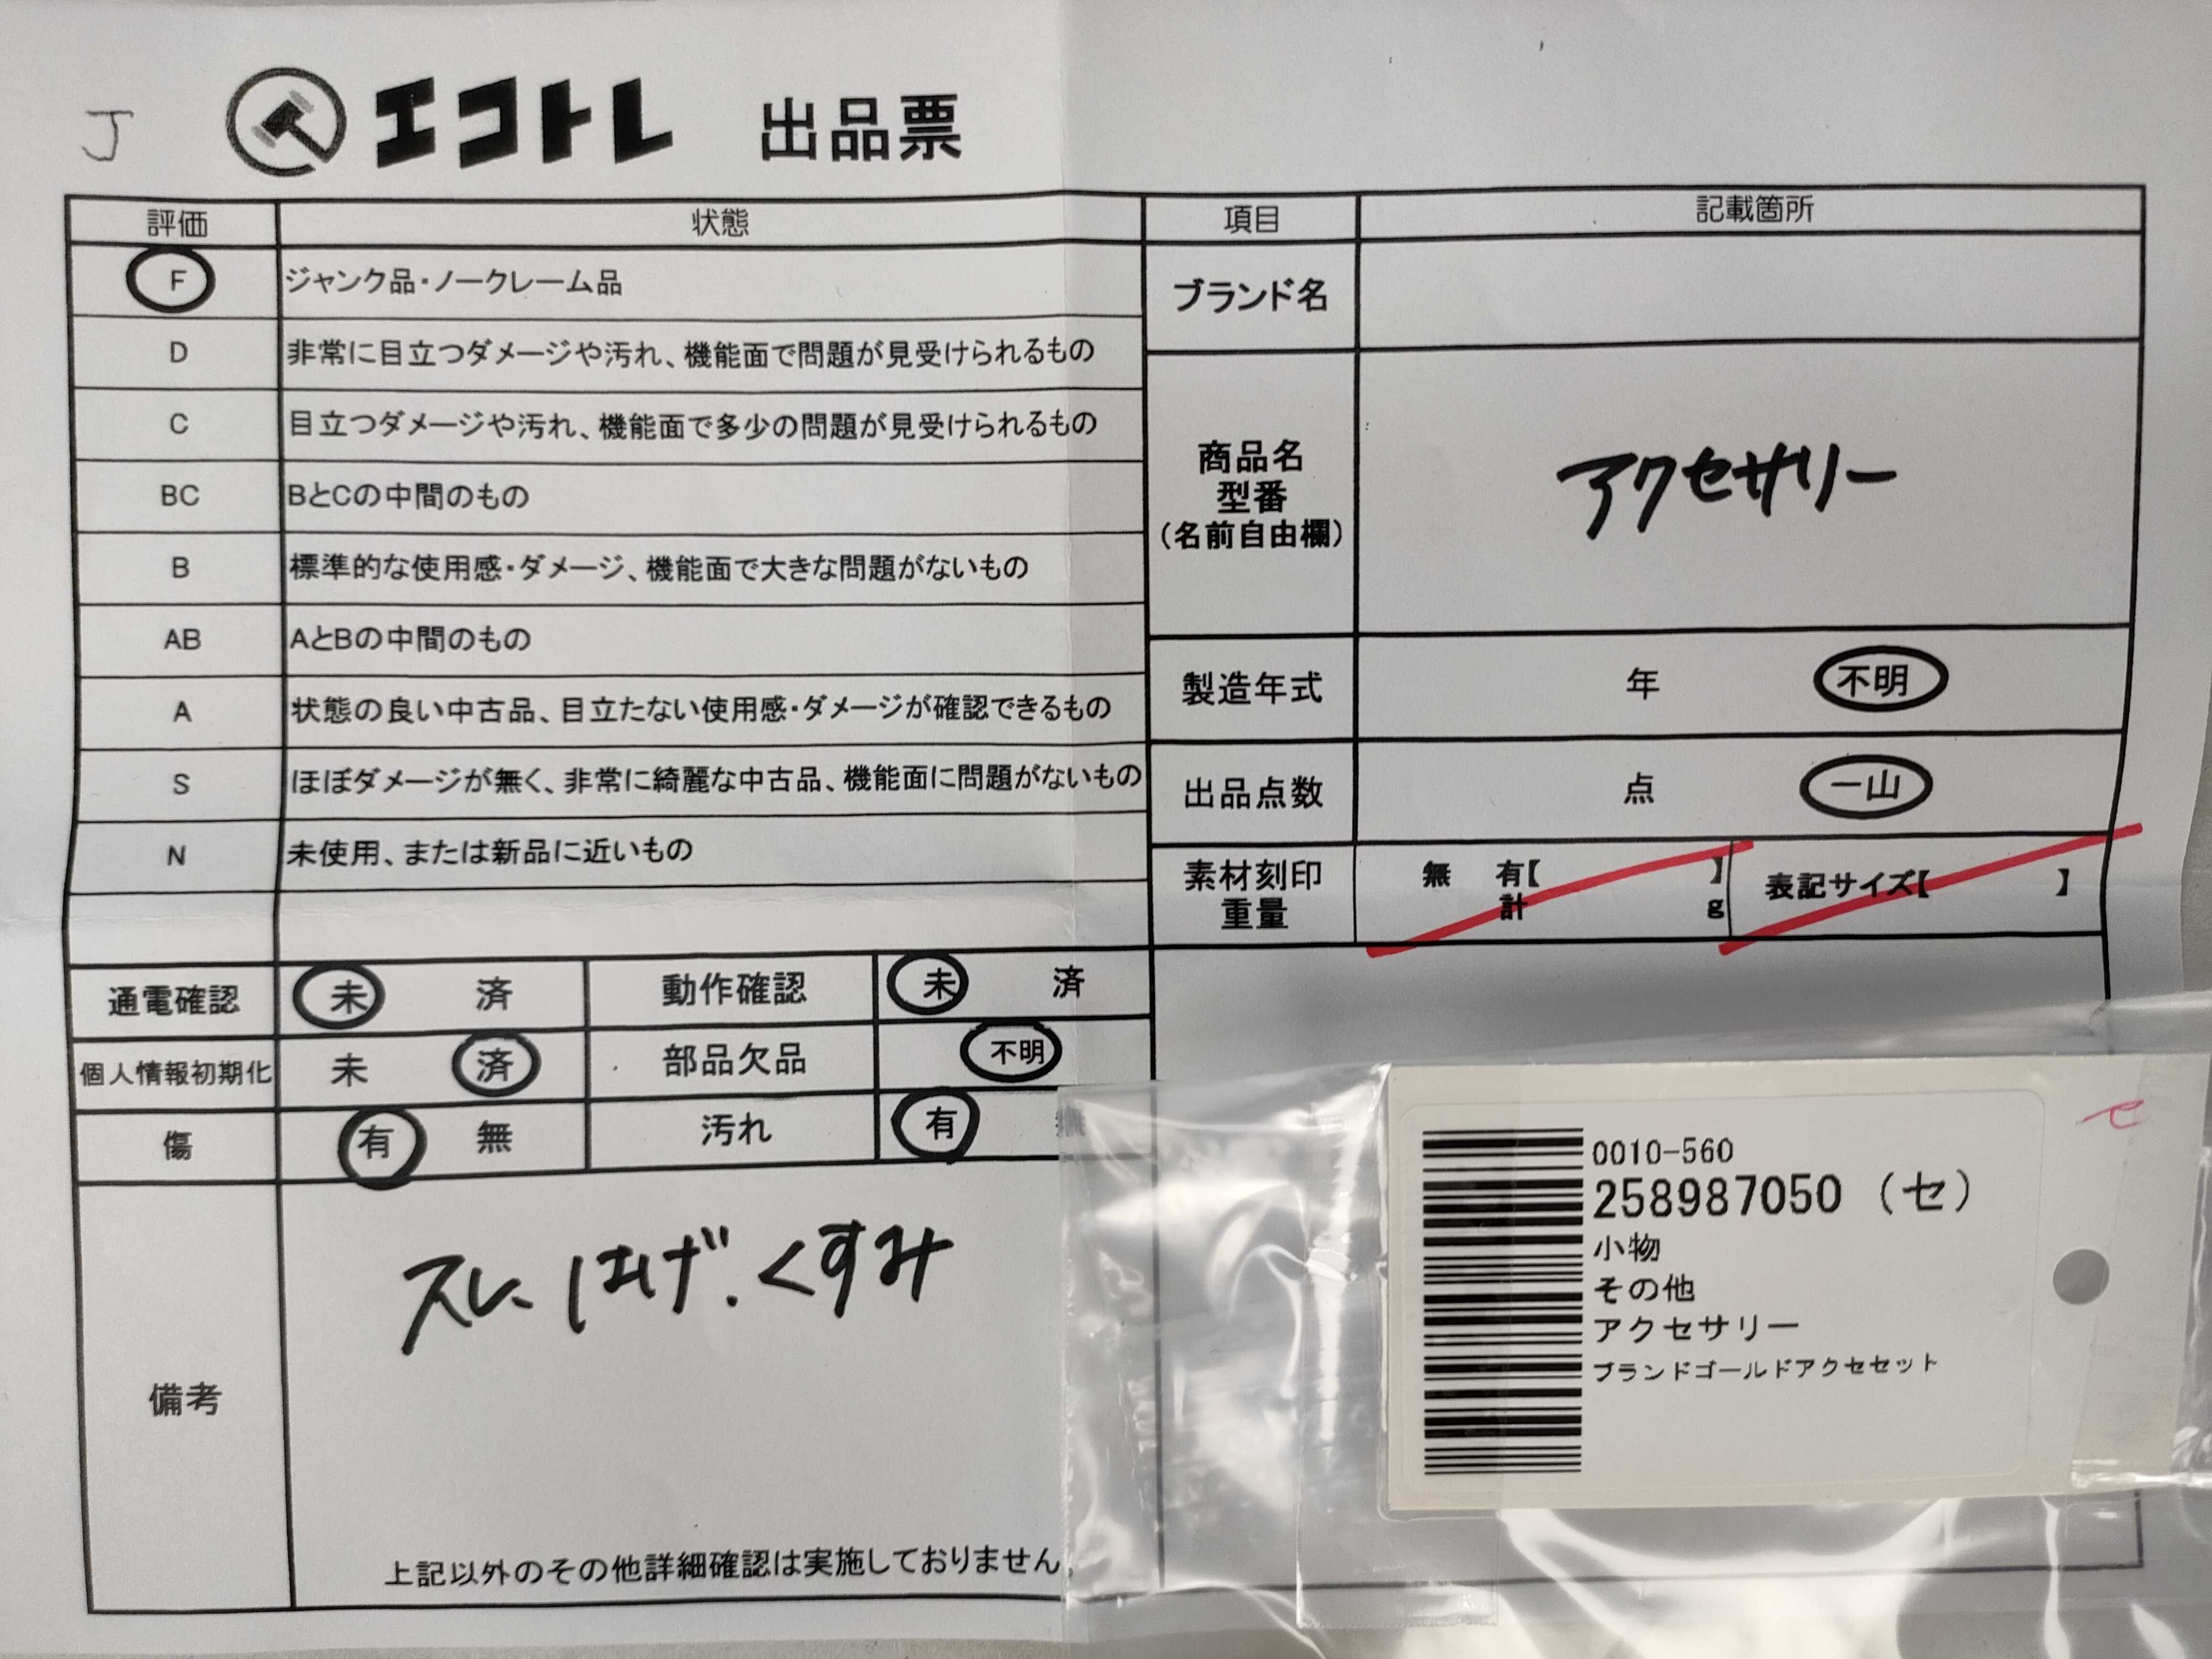 J
エコトレ 出品票
評価 状態 項目 記載箇所
F ジャンク品・ノークレーム品
D 非常に目立つダメージや汚れ、機能面で問題が見受けられるもの
C 目立つダメージや汚れ、機能面で多少の問題が見受けられるもの
BC BとCの中間のもの
B 標準的な使用感・ダメージ、機能面で大きな問題がないもの
AB AとBの中間のもの
A 状態の良い中古品、目立たない使用感・ダメージが確認できるもの
S ほぼダメージが無く、非常に綺麗な中古品、機能面に問題がないもの
N 未使用、または新品に近いもの
ブランド名
商品名
型番
(名前自由欄)
アクセサリー
製造年式 年 不明
出品点数 点 一山
素材刻印
重量
無 有【 】
計 g
表記サイズ【 】
通電確認 未 済 動作確認 未 済
個人情報初期化 未 済 部品欠品 不明
傷 有 無 汚れ 有 無
備考
スレ、はげ、くすみ
上記以外のその他詳細確認は実施しておりません。
セ
0010-560
258987050 (セ)
小物
その他
アクセサリー
ブランドゴールドアクセセット